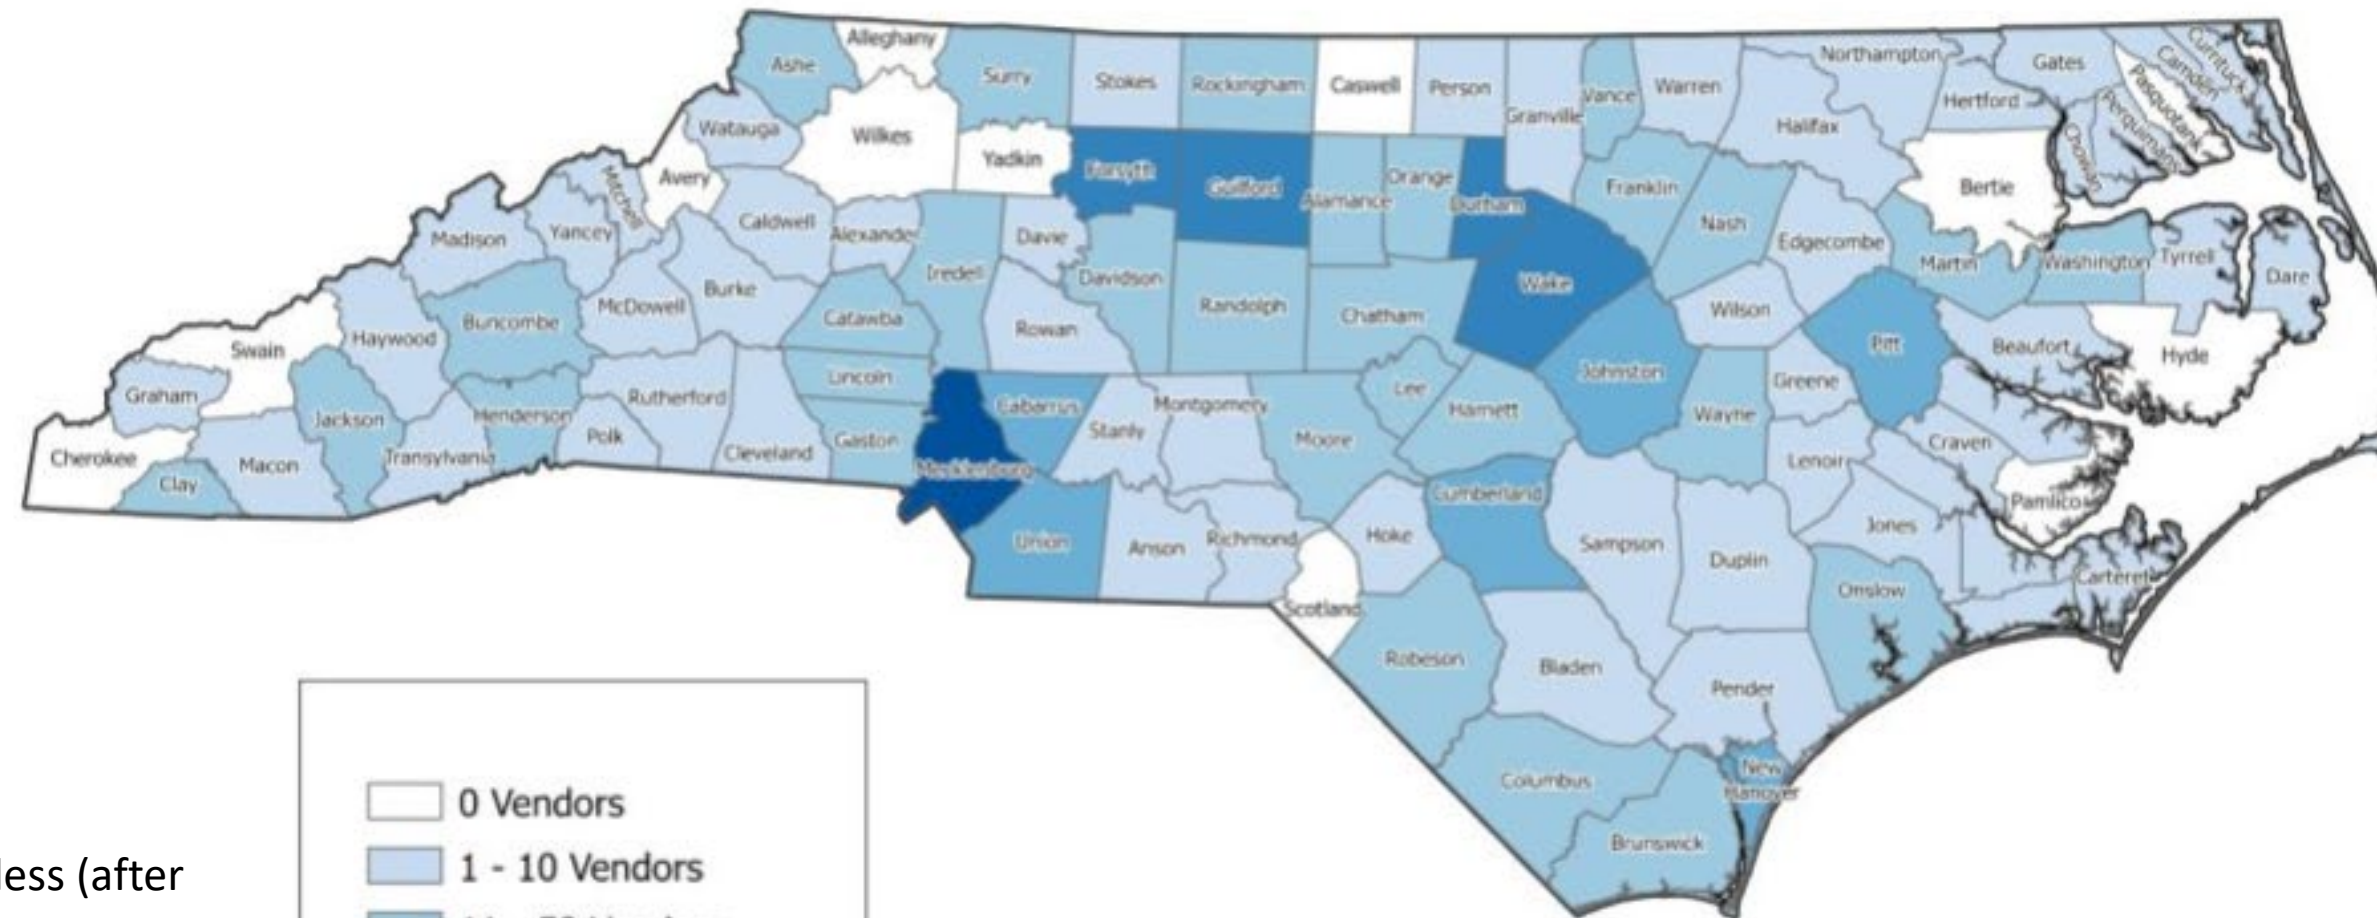 Alleghany
Ashe
Surry
Stokes
Rockingham
Caswell
Person
Granville
Vance
Warren
Northampton
Gates
Currituck
Camden
Pasquotank
Perquimans
Chowan
Hertford
Halifax
Watauga
Wilkes
Yadkin
Forsyth
Guilford
Alamance
Orange
Durham
Franklin
Nash
Bertie
Avery
Mitchell
Yancey
Madison
Caldwell
Alexander
Davie
Iredell
Davidson
Randolph
Chatham
Wake
Edgecombe
Martin
Washington
Tyrrell
Dare
Burke
McDowell
Buncombe
Haywood
Swain
Catawba
Rowan
Wilson
Johnston
Pitt
Beaufort
Hyde
Graham
Jackson
Henderson
Rutherford
Lincoln
Cabarrus
Montgomery
Lee
Harnett
Wayne
Greene
Cherokee
Clay
Macon
Transylvania
Polk
Cleveland
Gaston
Mecklenburg
Stanly
Moore
Lenoir
Craven
Pamlico
Jones
Union
Anson
Richmond
Hoke
Cumberland
Sampson
Duplin
Carteret
Onslow
Scotland
Robeson
Bladen
Pender
New
Hanover
Columbus
Brunswick
0 Vendors
1 - 10 Vendors
less (after